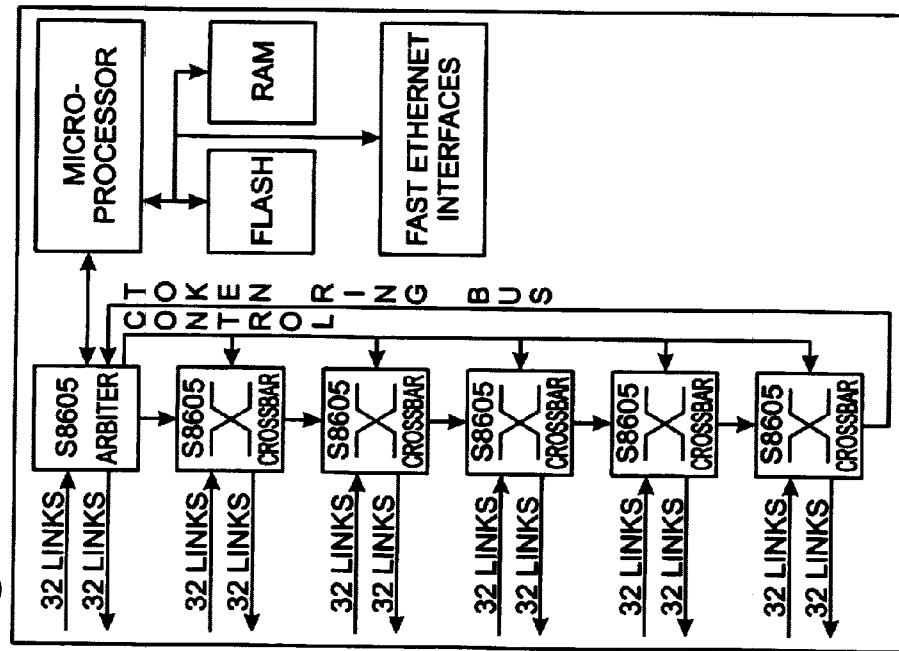 MICRO-
PROCESSOR
RAM
FLASH
FAST ETHERNET
INTERFACES
TOKEN RING BUS
CONTROL
S8605
ARBITER
32 LINKS
32 LINKS
S8605
CROSSBAR
32 LINKS
32 LINKS
S8605
CROSSBAR
32 LINKS
32 LINKS
S8605
CROSSBAR
32 LINKS
32 LINKS
S8605
CROSSBAR
32 LINKS
32 LINKS
S8605
CROSSBAR
32 LINKS
32 LINKS